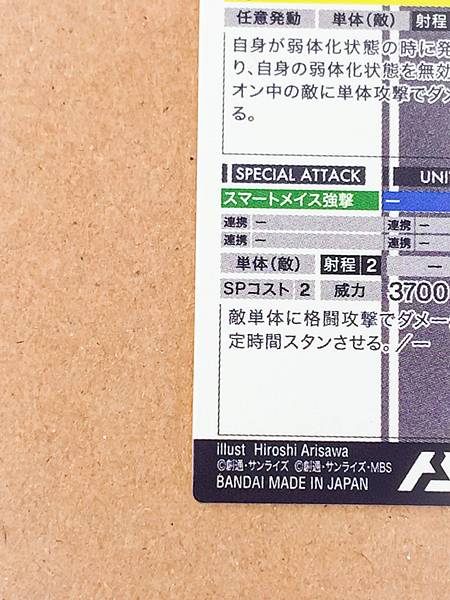 任意発動 単体(敵) 射程
自身が弱体化状態の時に発
り、自身の弱体化状態を無効
オン中の敵に単体攻撃でダメ
る。
SPECIAL ATTACK UNI
スマートメイス強撃 ー
連携 ー 連携 ー
連携 ー 連携 ー
単体(敵) 射程 2 ー
SPコスト 2 威力 3700
敵単体に格闘攻撃でダメー
定時間スタンさせる。/ー
illust Hiroshi Arisawa
©創通・サンライズ ©創通・サンライズ・MBS
BANDAI MADE IN JAPAN